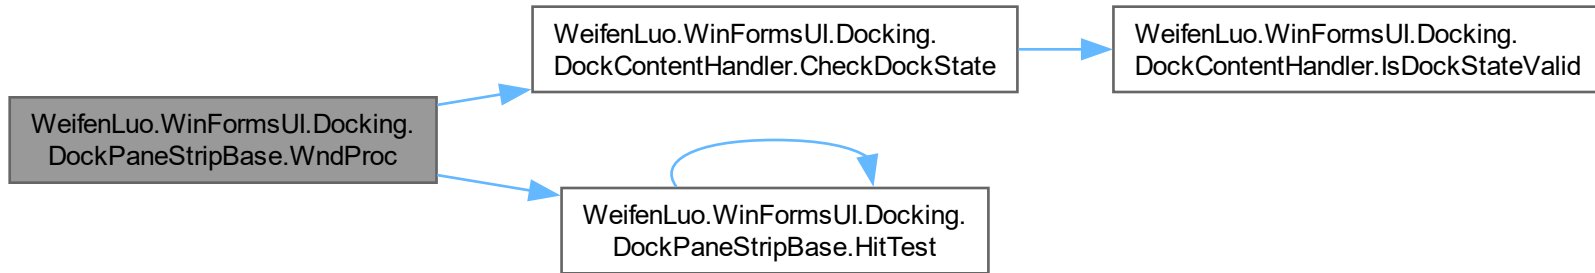 WeifenLuo.WinFormsUI.Docking.
DockPaneStripBase.WndProc
WeifenLuo.WinFormsUI.Docking.
DockContentHandler.CheckDockState
WeifenLuo.WinFormsUI.Docking.
DockContentHandler.IsDockStateValid
WeifenLuo.WinFormsUI.Docking.
DockPaneStripBase.HitTest